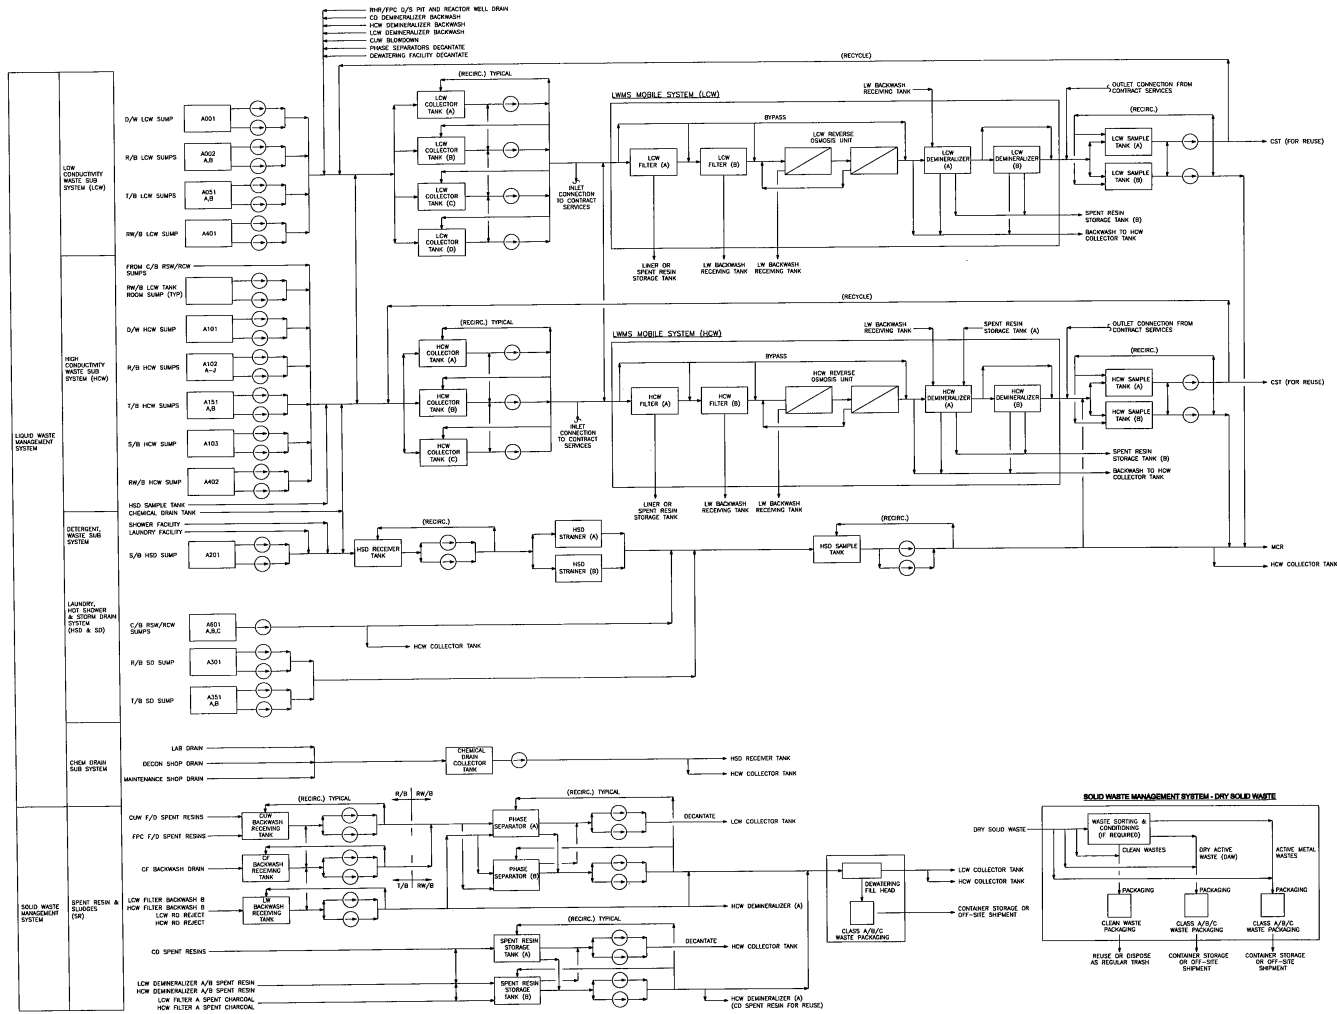 RHR/FPC D/S PIT AND REACTOR WELL DRAIN
CD DEMINERALIZER BACKWASH
HCW DEMINERALIZER BACKWASH
LCW DEMINERALIZER BACKWASH
CUW BLOWDOWN
PHASE SEPARATORS DECANTATE
DEWATERING FACILITY DECANTATE
(RECYCLE)
(RECIRC.) TYPICAL
LIQUID WASTE
MANAGEMENT
SYSTEM
LOW
CONDUCTIVITY
WASTE SUB
SYSTEM (LCW)
D/W LCW SUMP
A001
R/B LCW SUMPS
A002
A,B
T/B LCW SUMPS
A051
A,B
RW/B LCW SUMP
A401
LCW
COLLECTOR
TANK (A)
LCW
COLLECTOR
TANK (B)
LCW
COLLECTOR
TANK (C)
LCW
COLLECTOR
TANK (D)
INLET
CONNECTION
TO CONTRACT
SERVICES
LWMS MOBILE SYSTEM (LCW)
LW BACKWASH
RECEIVING TANK
BYPASS
LCW
FILTER (A)
LCW
FILTER (B)
LCW REVERSE
OSMOSIS UNIT
LCW
DEMINERALIZER
(A)
LCW
DEMINERALIZER
(B)
LINER OR
SPENT RESIN
STORAGE TANK
LW BACKWASH
RECEIVING TANK
LW BACKWASH
RECEIVING TANK
OUTLET CONNECTION FROM
CONTRACT SERVICES
(RECIRC.)
LCW SAMPLE
TANK (A)
LCW SAMPLE
TANK (B)
CST (FOR REUSE)
SPENT RESIN
STORAGE TANK (B)
BACKWASH TO HCW
COLLECTOR TANK
HIGH
CONDUCTIVITY
WASTE SUB
SYSTEM (HCW)
FROM C/B RSW/RCW
SUMPS
RW/B LCW TANK
ROOM SUMP (TYP)
D/W HCW SUMP
A101
R/B HCW SUMPS
A102
A-J
T/B HCW SUMPS
A151
A,B
S/B HCW SUMP
A103
RW/B HCW SUMP
A402
HSD SAMPLE TANK
CHEMICAL DRAIN TANK
(RECYCLE)
(RECIRC.) TYPICAL
HCW
COLLECTOR
TANK (A)
HCW
COLLECTOR
TANK (B)
HCW
COLLECTOR
TANK (C)
INLET
CONNECTION
TO CONTRACT
SERVICES
LWMS MOBILE SYSTEM (HCW)
LW BACKWASH
RECEIVING TANK
SPENT RESIN
STORAGE TANK (A)
BYPASS
HCW
FILTER (A)
HCW
FILTER (B)
HCW REVERSE
OSMOSIS UNIT
HCW
DEMINERALIZER
(A)
HCW
DEMINERALIZER
(B)
LINER OR
SPENT RESIN
STORAGE TANK
LW BACKWASH
RECEIVING TANK
LW BACKWASH
RECEIVING TANK
OUTLET CONNECTION FROM
CONTRACT SERVICES
(RECIRC.)
HCW SAMPLE
TANK (A)
HCW SAMPLE
TANK (B)
CST (FOR REUSE)
SPENT RESIN
STORAGE TANK (B)
BACKWASH TO HCW
COLLECTOR TANK
DETERGENT,
WASTE SUB
SYSTEM
LAUNDRY,
HOT SHOWER
& STORM DRAIN
SYSTEM
(HSD & SD)
SHOWER FACILITY
LAUNDRY FACILITY
S/B HSD SUMP
A201
(RECIRC.)
HSD RECEIVER
TANK
HSD
STRAINER (A)
HSD
STRAINER (B)
(RECIRC.)
HSD SAMPLE
TANK
MCR
HCW COLLECTOR TANK
C/B RSW/RCW
SUMPS
A601
A,B,C
HCW COLLECTOR TANK
R/B SD SUMP
A301
T/B SD SUMP
A351
A,B
CHEM DRAIN
SUB SYSTEM
LAB DRAIN
DECON SHOP DRAIN
MAINTENANCE SHOP DRAIN
CHEMICAL
DRAIN
COLLECTOR
TANK
HSD RECEIVER TANK
HCW COLLECTOR TANK
SOLID WASTE
MANAGEMENT
SYSTEM
SPENT RESIN &
SLUDGES
(SR)
(RECIRC.) TYPICAL
R/B
RW/B
T/B
RW/B
CUW F/D SPENT RESINS
FPC F/D SPENT RESINS
CUW
BACKWASH
RECEIVING
TANK
CF BACKWASH DRAIN
CF
BACKWASH
RECEIVING
TANK
LCW FILTER BACKWASH B
HCW FILTER BACKWASH B
LCW RO REJECT
HCW RO REJECT
LW
BACKWASH
RECEIVING
TANK
(RECIRC.) TYPICAL
PHASE
SEPARATOR (A)
PHASE
SEPARATOR (B)
DECANTATE
LCW COLLECTOR TANK
HCW DEMINERALIZER (A)
CD SPENT RESINS
LCW DEMINERALIZER A/B SPENT RESIN
HCW DEMINERALIZER A/B SPENT RESIN
LCW FILTER A SPENT CHARCOAL
HCW FILTER A SPENT CHARCOAL
(RECIRC.) TYPICAL
SPENT RESIN
STORAGE
TANK (A)
SPENT RESIN
STORAGE
TANK (B)
DECANTATE
HCW COLLECTOR TANK
HCW DEMINERALIZER (A)
(CD SPENT RESIN FOR REUSE)
DEWATERING
FILL HEAD
CLASS A/B/C
WASTE PACKAGING
LCW COLLECTOR TANK
HCW COLLECTOR TANK
CONTAINER STORAGE OR
OFF-SITE SHIPMENT
SOLID WASTE MANAGEMENT SYSTEM - DRY SOLID WASTE
DRY SOLID WASTE
WASTE SORTING &
CONDITIONING
(IF REQUIRED)
CLEAN WASTES
DRY ACTIVE
WASTE (DAW)
ACTIVE METAL
WASTES
PACKAGING
PACKAGING
PACKAGING
CLEAN WASTE
PACKAGING
CLASS A/B/C
WASTE PACKAGING
CLASS A/B/C
WASTE PACKAGING
REUSE OR DISPOSE
AS REGULAR TRASH
CONTAINER STORAGE
OR OFF-SITE
SHIPMENT
CONTAINER STORAGE
OR OFF-SITE
SHIPMENT